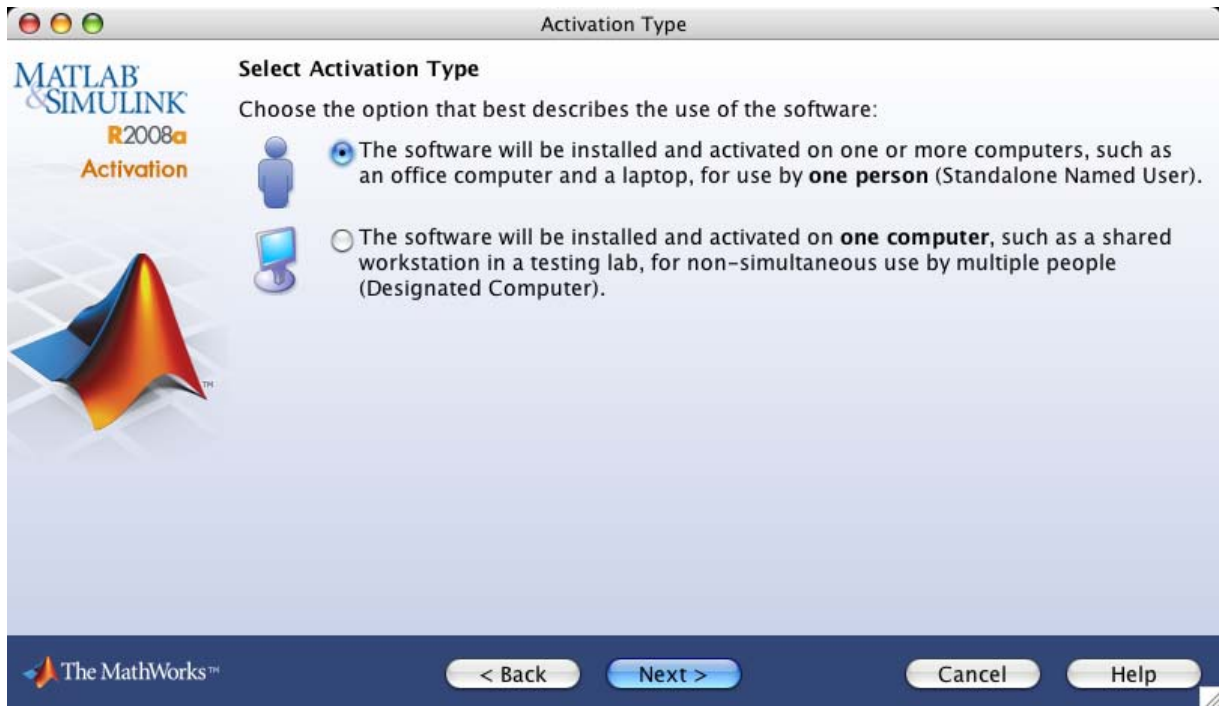 Activation Type
MATLAB
&SIMULINK
R2008a
Activation
Select Activation Type
Choose the option that best describes the use of the software:
The software will be installed and activated on one or more computers, such as
an office computer and a laptop, for use by one person (Standalone Named User).
The software will be installed and activated on one computer, such as a shared
workstation in a testing lab, for non-simultaneous use by multiple people
(Designated Computer).
TM
The MathWorks™
< Back
Next >
Cancel
Help